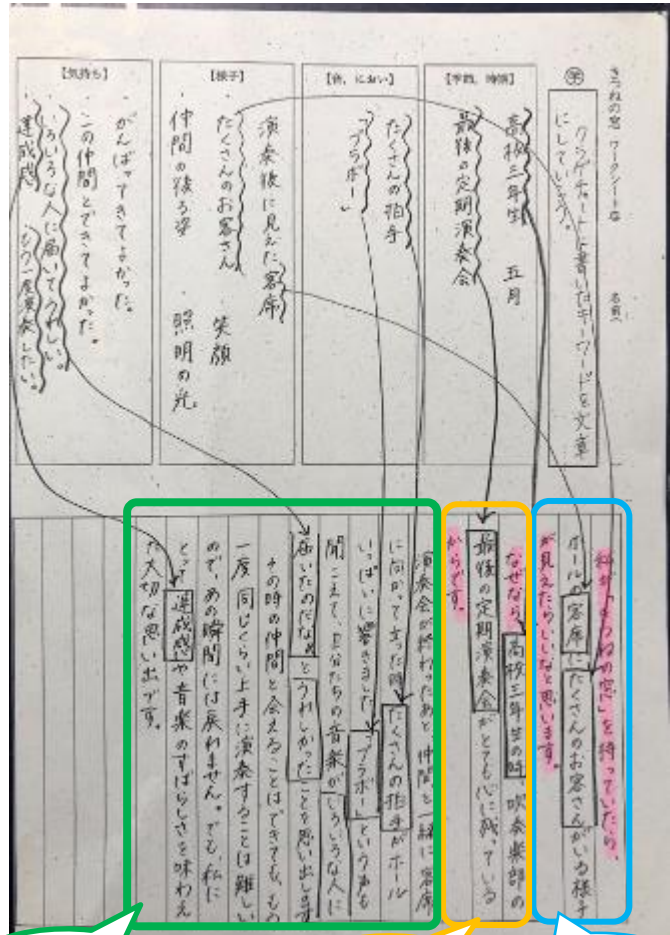 きつねの窓 ワークシート⑤
名前(
㋱ クラゲチャートに書いたキーワードを文章
にしていこう。
【季節、時間】
高校三年生 五月
最後の定期演奏会
【音、におい】
たくさんの拍手
「ブラボー」
【様子】
演奏後に見えた客席
たくさんのお客さん 笑顔
仲間の後ろ姿 照明の光。
【気持ち】
・がんばってきてよかった。
・この仲間とできてよかった。
・いろいろな人に届いてうれしい。
・達成感 もう一度演奏したい。
私が「きつねの窓」を持っていたら、
ホールの客席にたくさんのお客さんがいる様子
が見えたらいいなと思います。
なぜなら、高校三年生の時、吹奏楽部の
最後の定期演奏会がとても心に残っている
からです。
演奏会が終わったあと、仲間と一緒に客席
に向かって立った時、たくさんの拍手がホール
いっぱいに響きました。「ブラボー」という声も
聞こえて、自分たちの音楽がいろいろな人に
届いたのだなぁとうれしかったことを思い出します。
その時の仲間と会えることはできても、もう
一度、同じくらい上手に演奏することは難しい
ので、あの瞬間には戻れません。でも、私に
とって達成感や音楽のすばらしさを味わえ
た大切な思い出です。